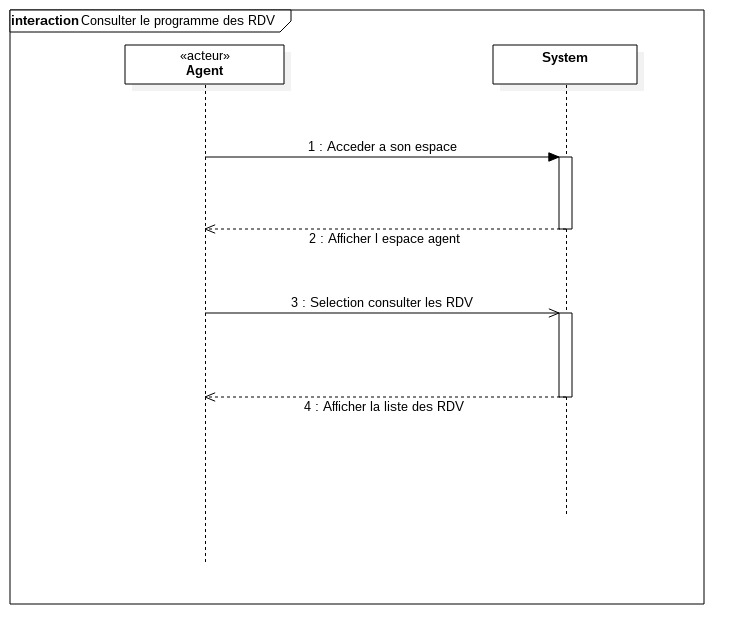 interaction Consulter le programme des RDV
«acteur»
Agent
System
1 : Acceder a son espace
2 : Afficher l espace agent
3 : Selection consulter les RDV
4 : Afficher la liste des RDV